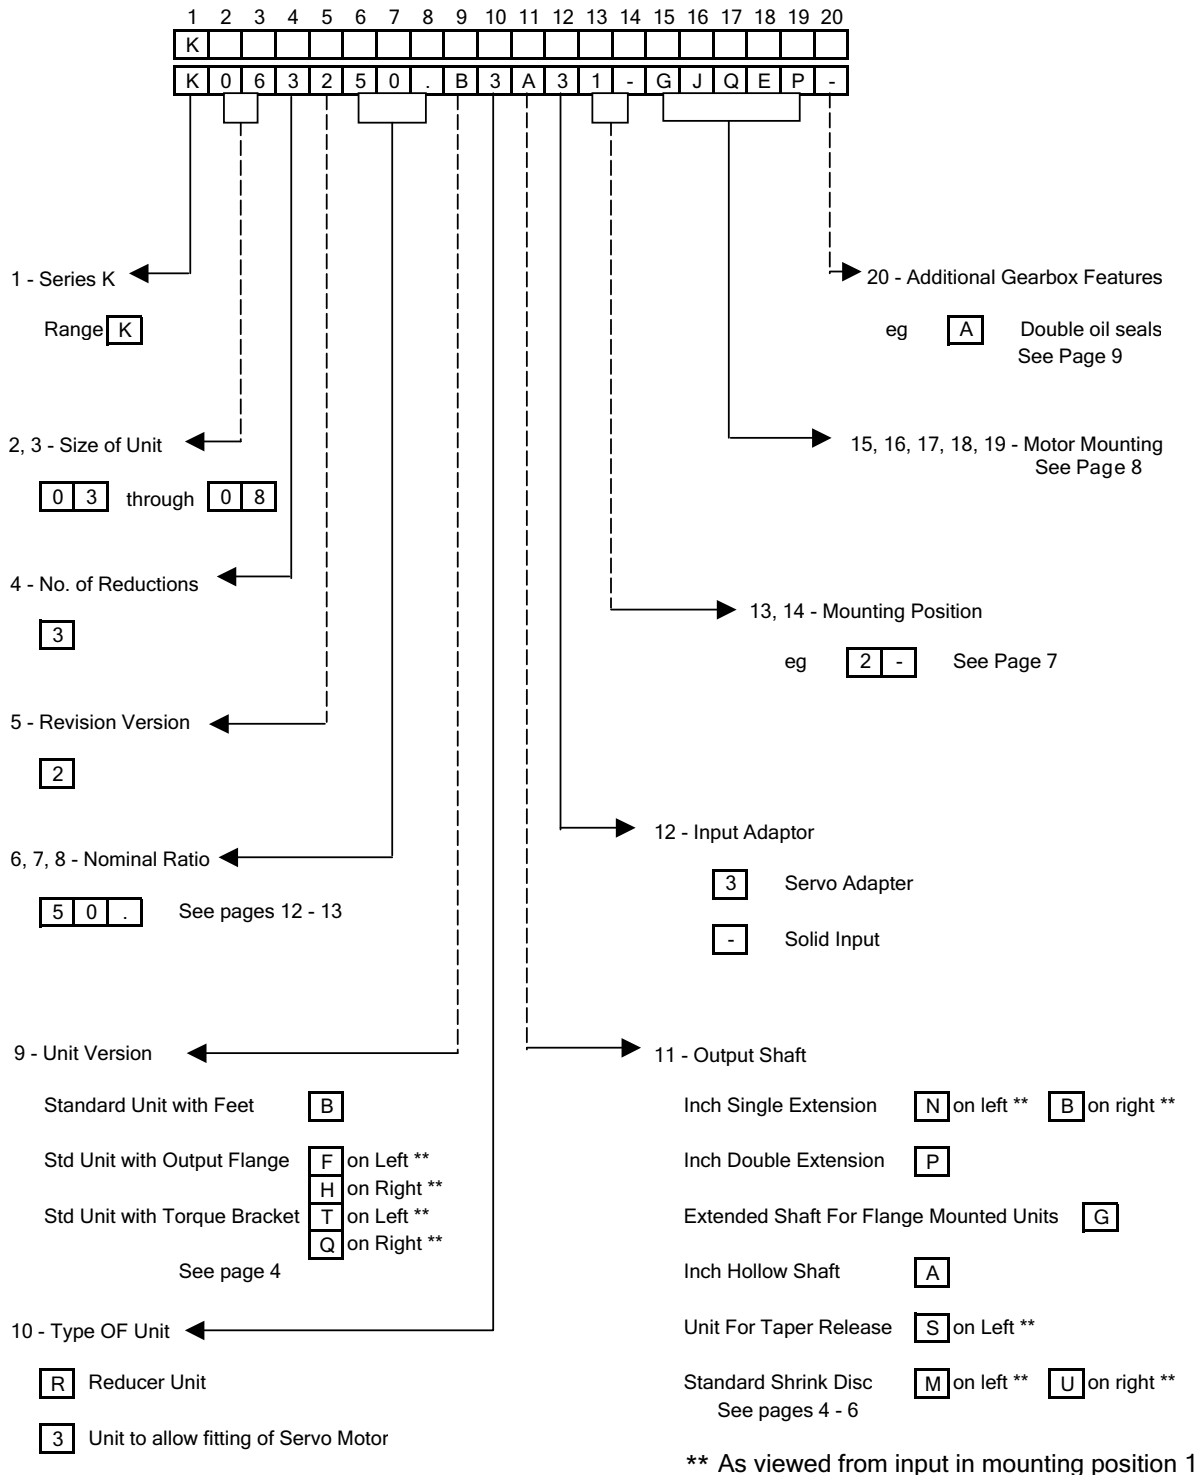 1 2 3 4 5 6 7 8 9 10 11 12 13 14 15 16 17 18 19 20
K
K 0 6 3 2 5 0 . B 3 A 3 1 - G J Q E P -
1 - Series K
Range K
20 - Additional Gearbox Features
eg A Double oil seals
See Page 9
2, 3 - Size of Unit
0 3 through 0 8
15, 16, 17, 18, 19 - Motor Mounting
See Page 8
4 - No. of Reductions
3
13, 14 - Mounting Position
eg 2 - See Page 7
5 - Revision Version
2
12 - Input Adaptor
3 Servo Adapter
- Solid Input
6, 7, 8 - Nominal Ratio
5 0 . See pages 12 - 13
9 - Unit Version
Standard Unit with Feet B
Std Unit with Output Flange F on Left **
H on Right **
Std Unit with Torque Bracket T on Left **
Q on Right **
See page 4
11 - Output Shaft
Inch Single Extension N on left ** B on right **
Inch Double Extension P
Extended Shaft For Flange Mounted Units G
Inch Hollow Shaft A
Unit For Taper Release S on Left **
Standard Shrink Disc M on left ** U on right **
See pages 4 - 6
10 - Type OF Unit
R Reducer Unit
3 Unit to allow fitting of Servo Motor
** As viewed from input in mounting position 1